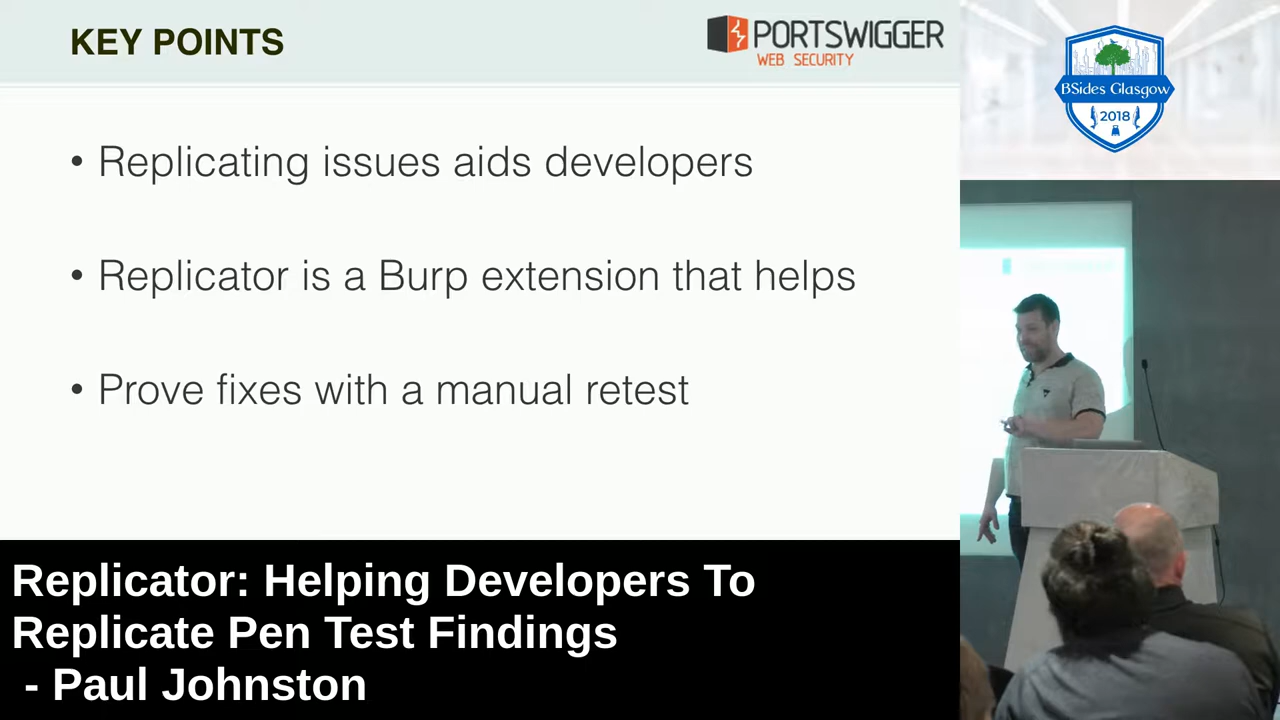 KEY POINTS
PORTSWIGGER
WEB SECURITY
BSides Glasgow
2018
• Replicating issues aids developers
• Replicator is a Burp extension that helps
• Prove fixes with a manual retest
Replicator: Helping Developers To
Replicate Pen Test Findings
- Paul Johnston